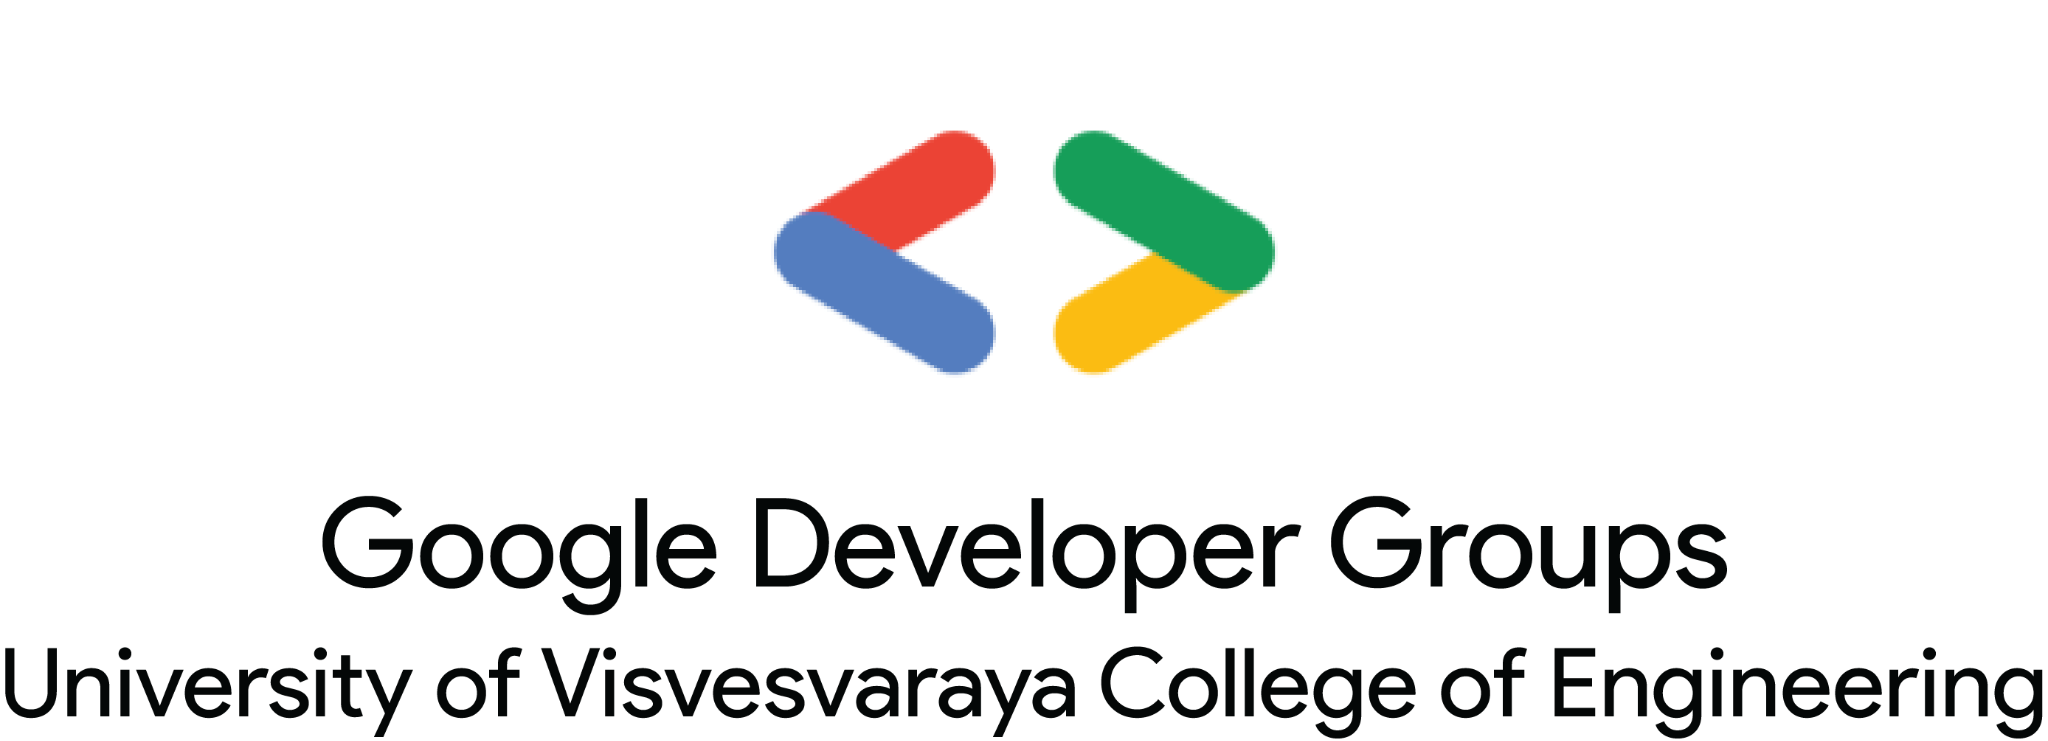 Google Developer Groups
University of Visvesvaraya College of Engineering